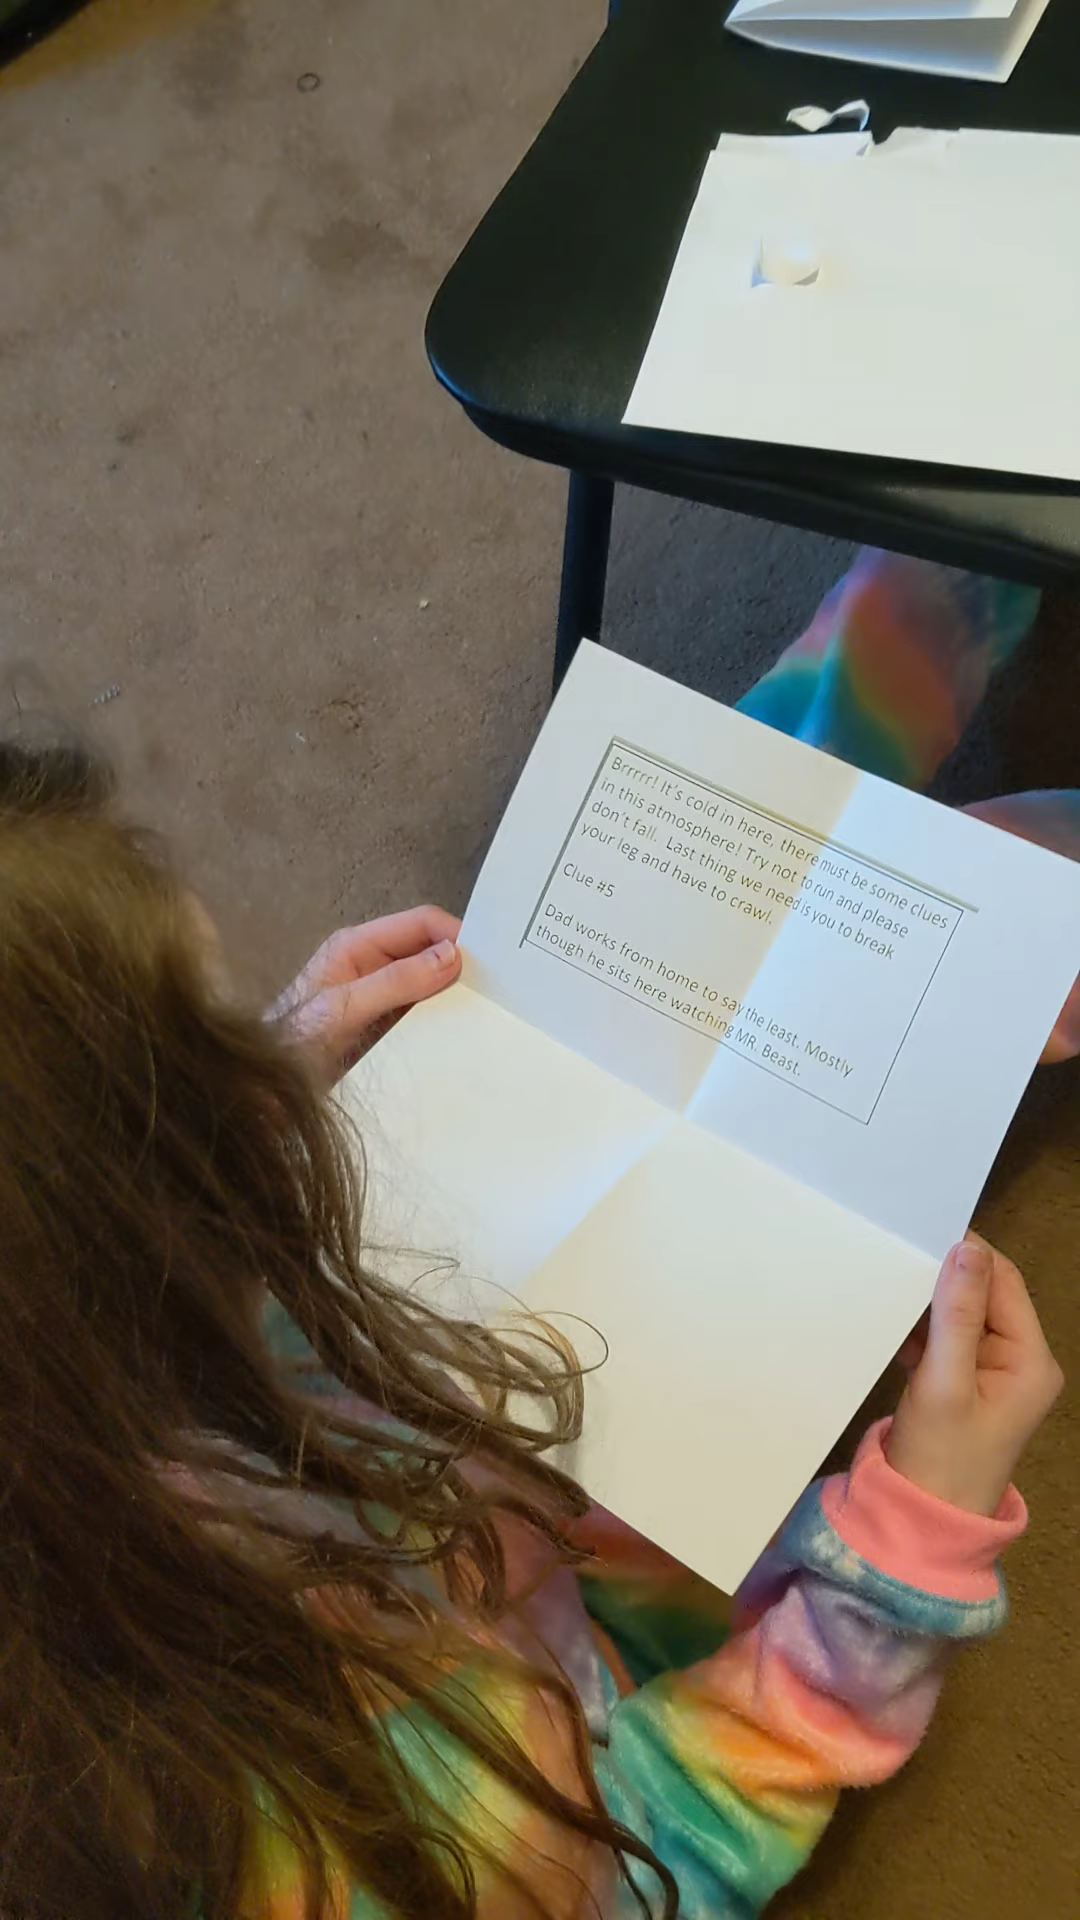 Brrrrr! It's cold in here, there must be some clues
in this atmosphere! Try not to run and please
don't fall. Last thing we need is you to break
your leg and have to crawl.
Clue #5
Dad works from home to say the least. Mostly
though he sits here watching MR. Beast.